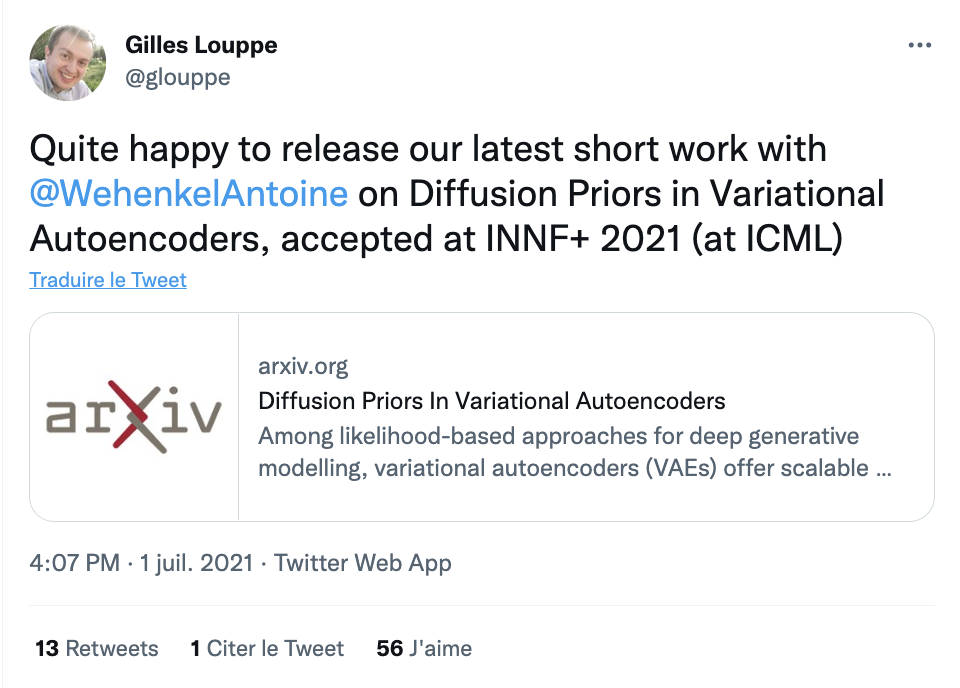 Gilles Louppe
@glouppe
Quite happy to release our latest short work with
@WehenkelAntoine on Diffusion Priors in Variational
Autoencoders, accepted at INNF+ 2021 (at ICML)
Traduire le Tweet
arXiv
arxiv.org
Diffusion Priors In Variational Autoencoders
Among likelihood-based approaches for deep generative
modelling, variational autoencoders (VAEs) offer scalable ...
4:07 PM · 1 juil. 2021 · Twitter Web App
13 Retweets 1 Citer le Tweet 56 J'aime